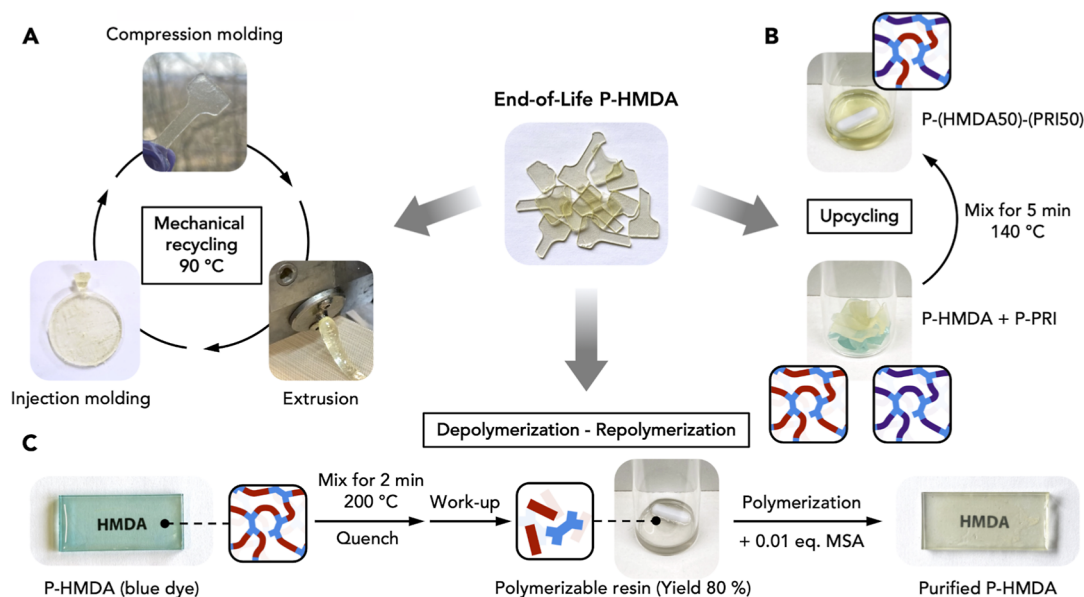 A
Compression molding
Mechanical
recycling
90 °C
Injection molding
Extrusion
End-of-Life P-HMDA
B
P-(HMDA50)-(PRI50)
Upcycling
Mix for 5 min
140 °C
P-HMDA + P-PRI
Depolymerization - Repolymerization
C
HMDA
P-HMDA (blue dye)
Mix for 2 min
200 °C
Quench
Work-up
Polymerizable resin (Yield 80 %)
Polymerization
+ 0.01 eq. MSA
HMDA
Purified P-HMDA